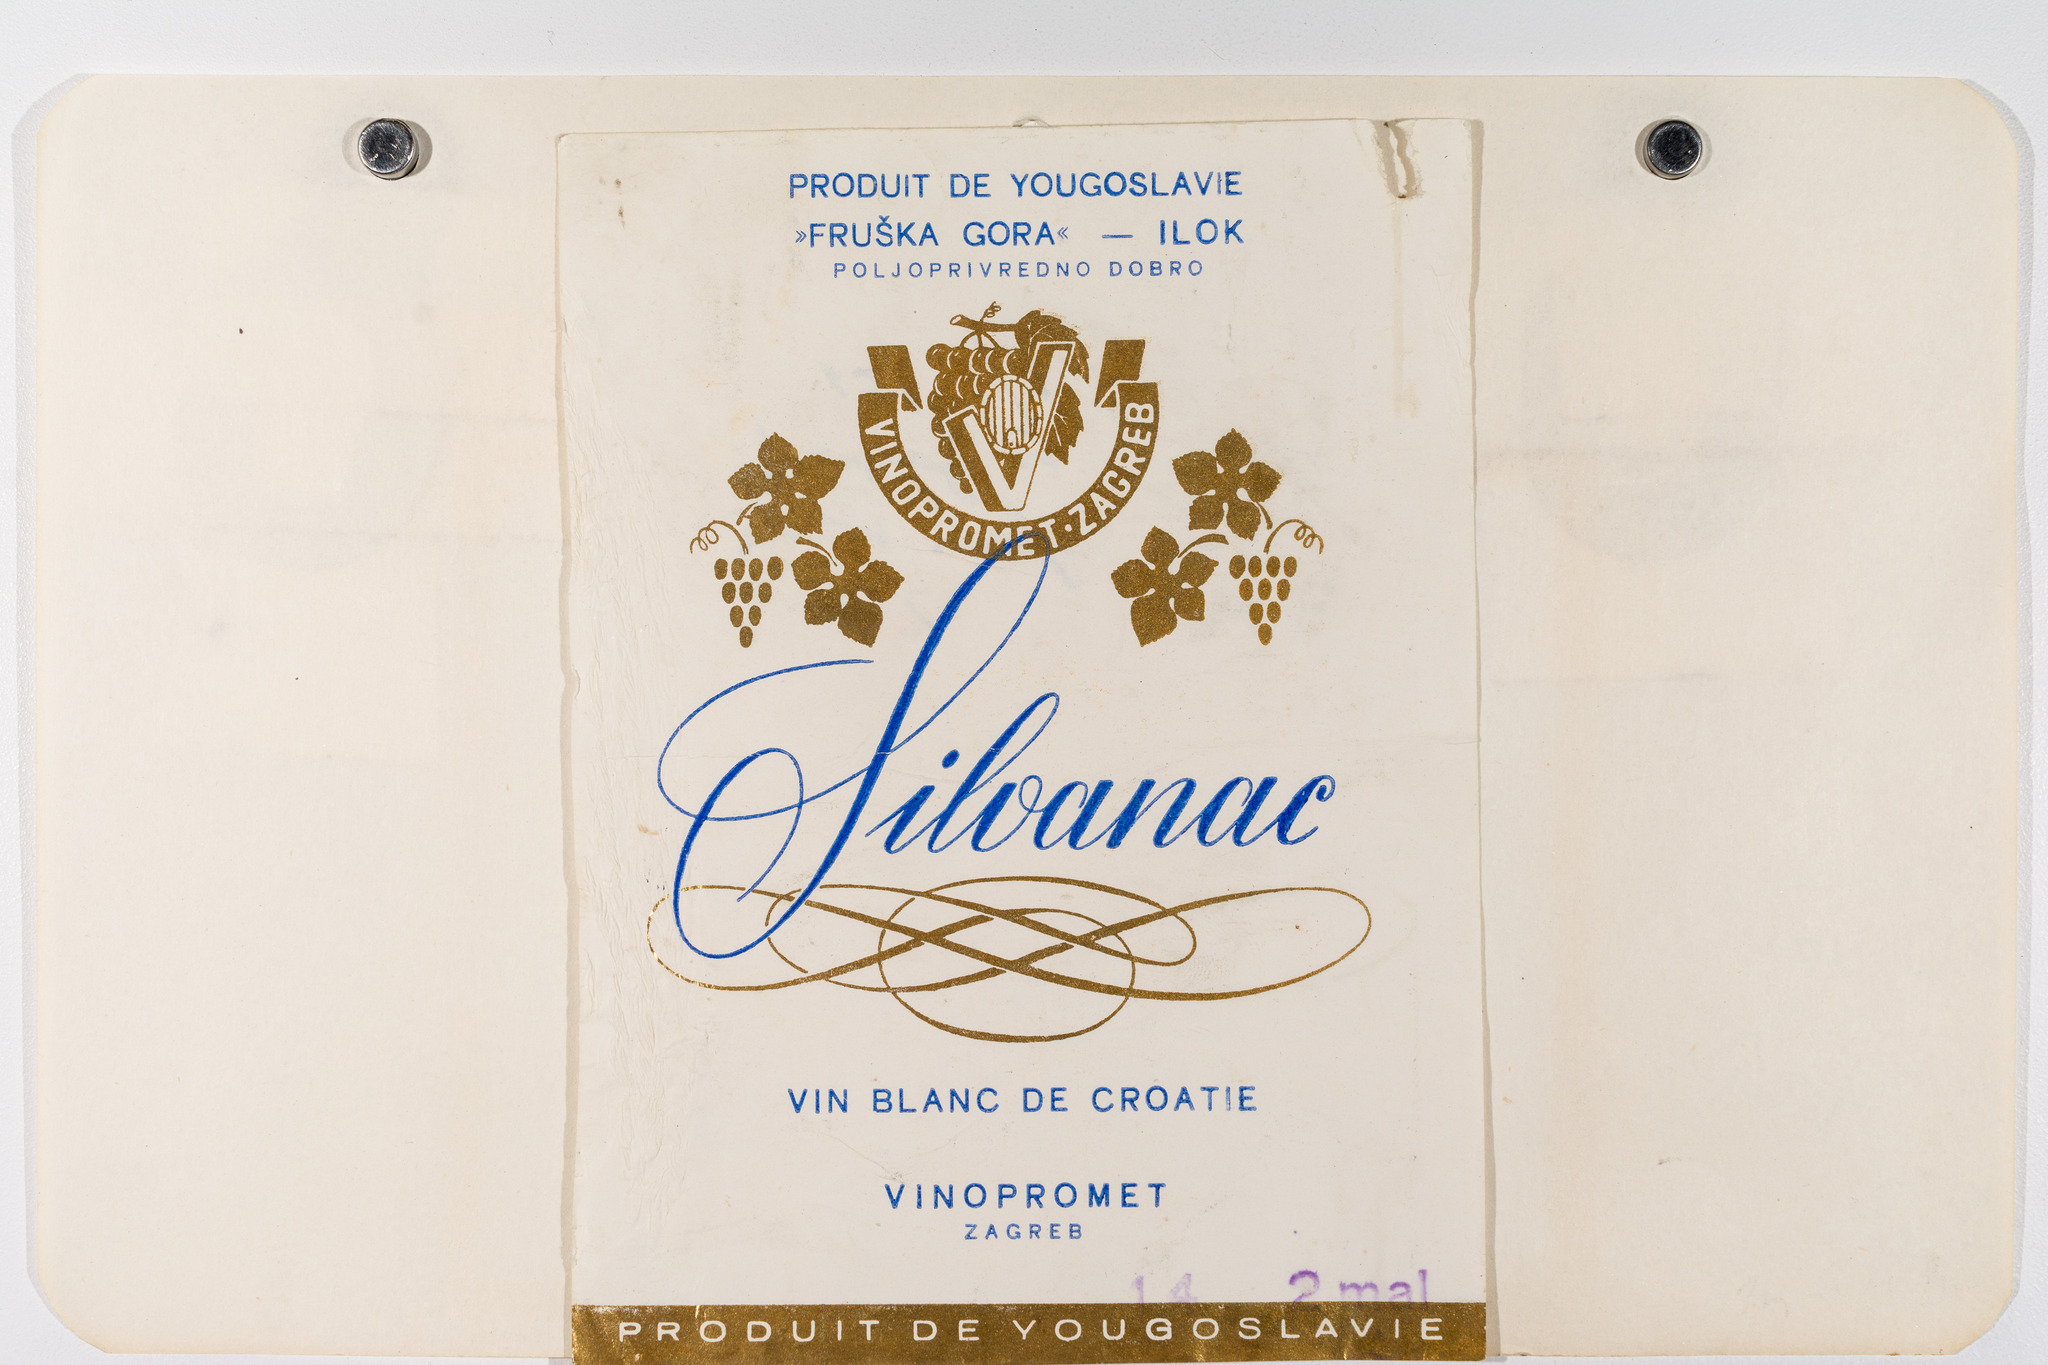 PRODUIT DE YOUGOSLAVIE
»FRUŠKA GORA« — ILOK
POLJOPRIVREDNO DOBRO
V
VINOPROMET·ZAGREB
Silvanac
VIN BLANC DE CROATIE
VINOPROMET
ZAGREB
14 2 mal
PRODUIT DE YOUGOSLAVIE